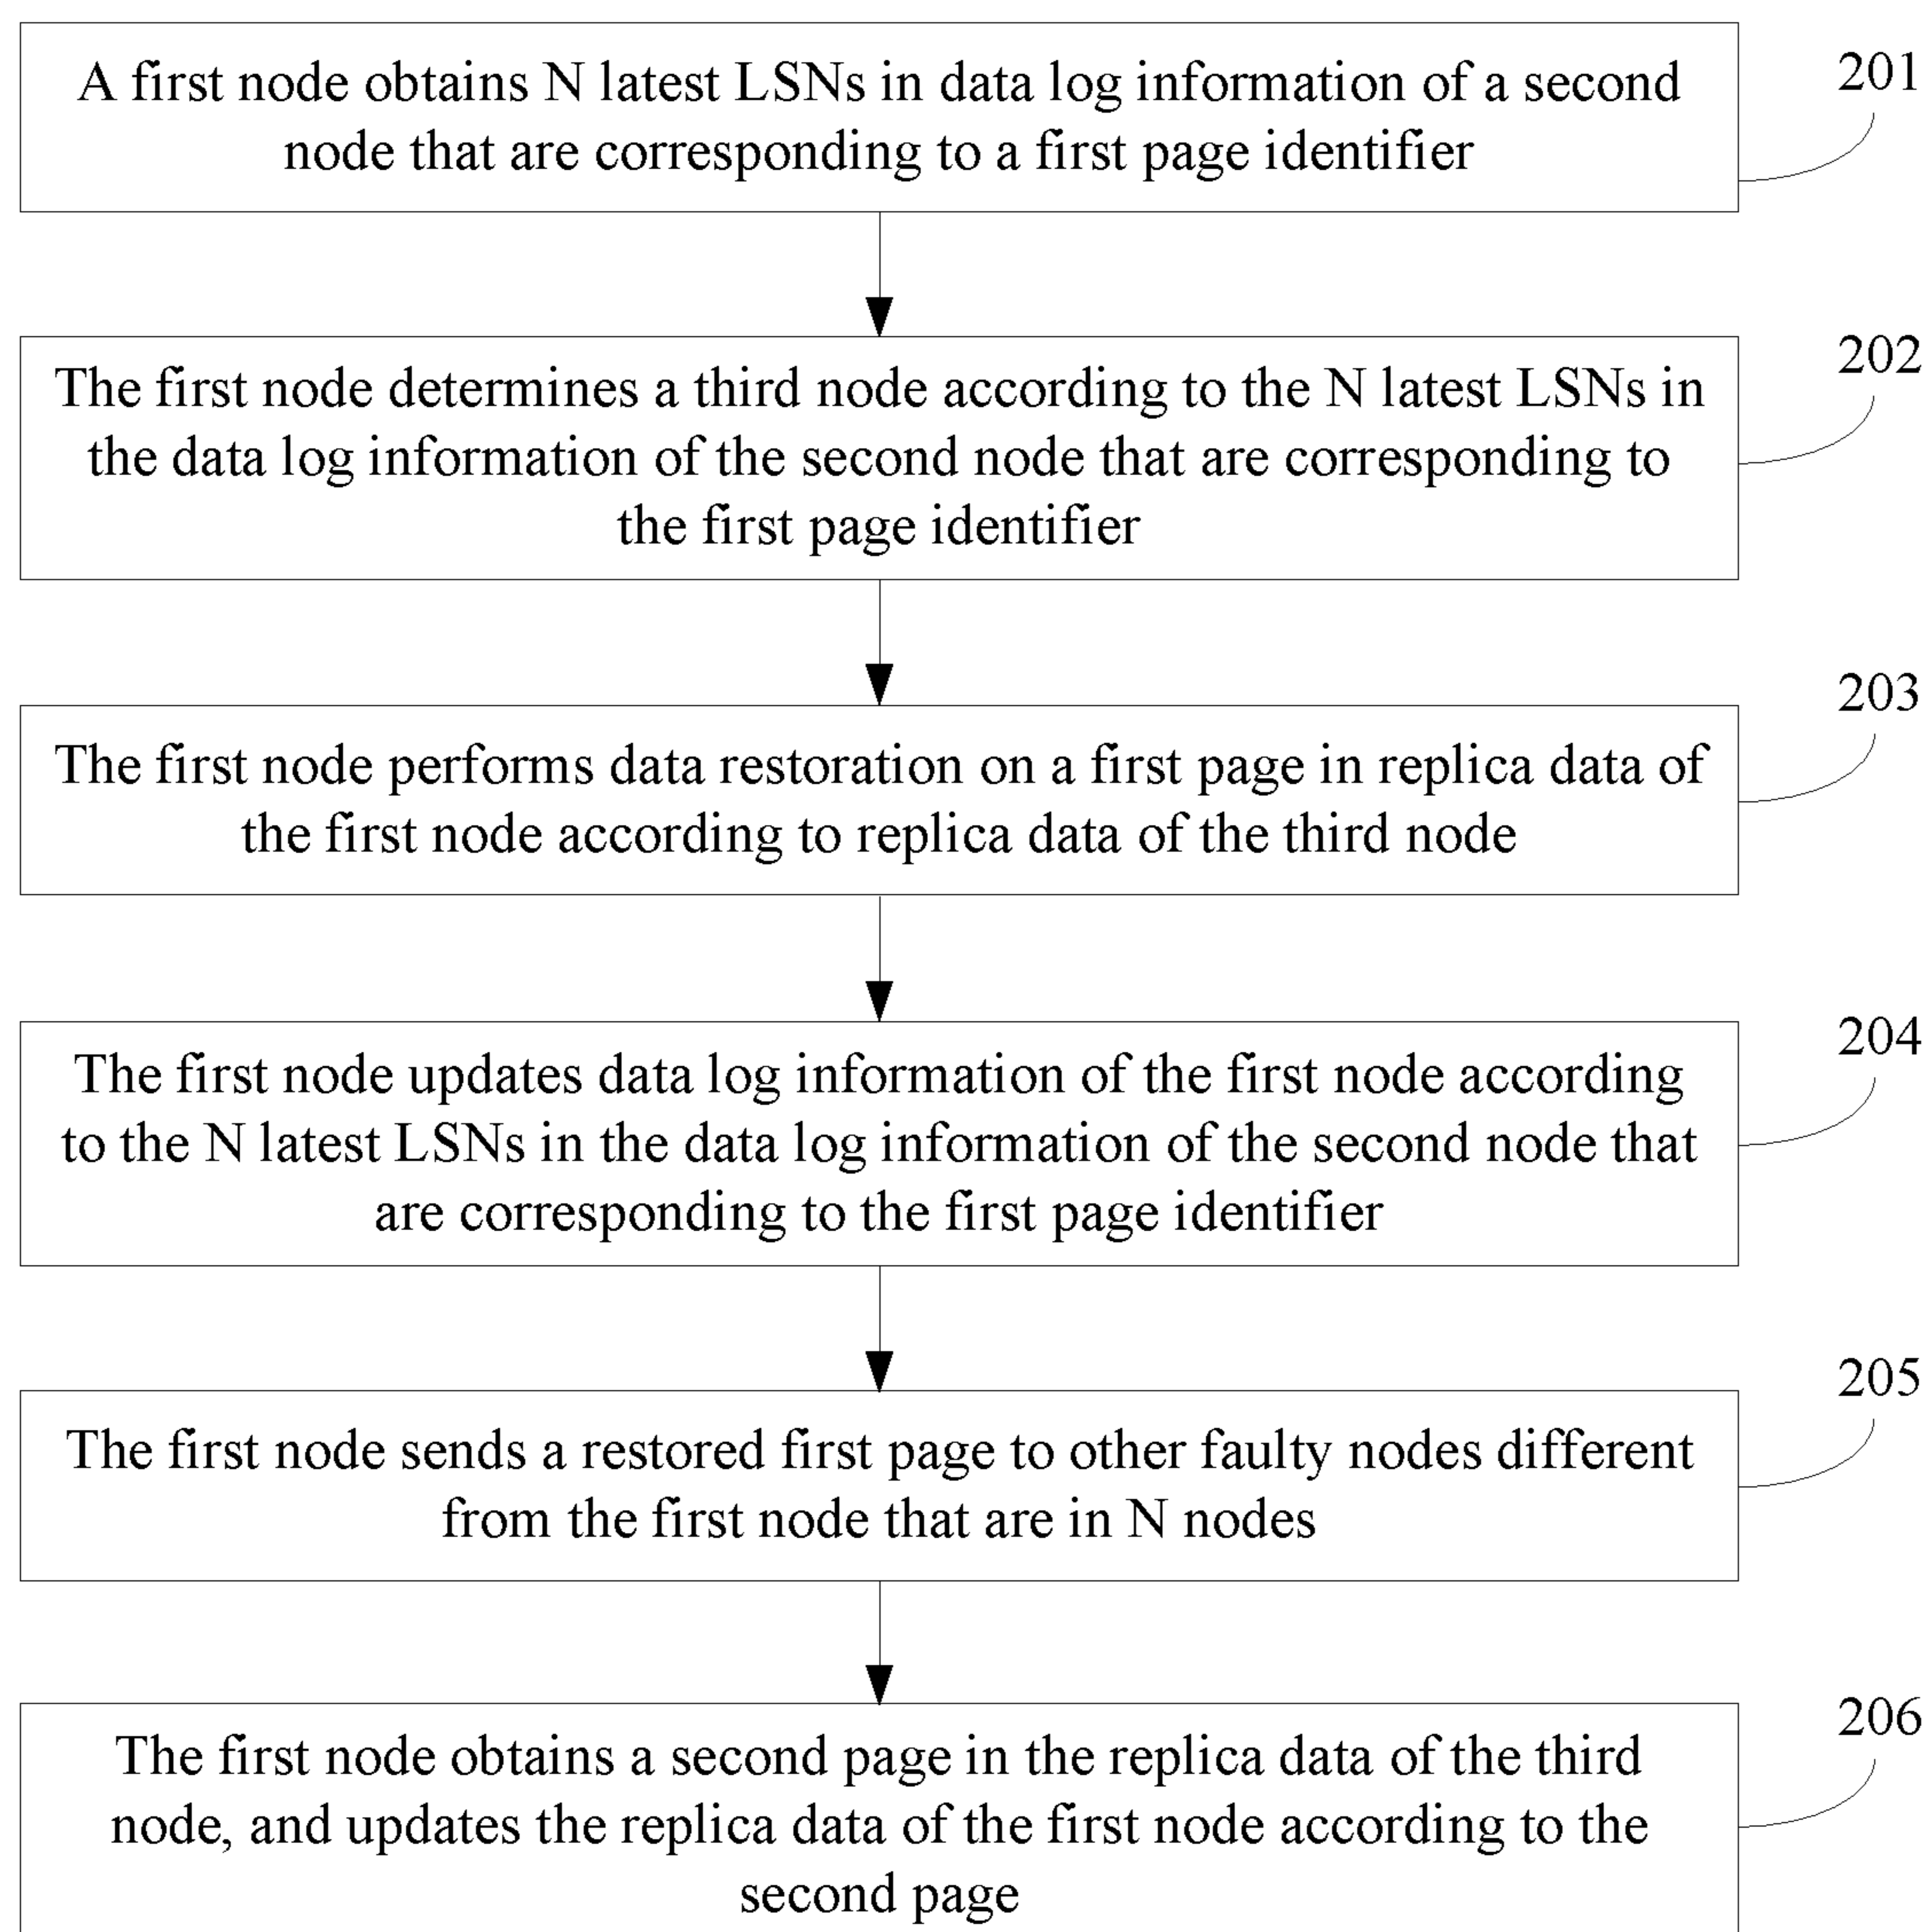 A first node obtains N latest LSNs in data log information of a second
node that are corresponding to a first page identifier
201
The first node determines a third node according to the N latest LSNs in
the data log information of the second node that are corresponding to
the first page identifier
202
The first node performs data restoration on a first page in replica data of
the first node according to replica data of the third node
203
The first node updates data log information of the first node according
to the N latest LSNs in the data log information of the second node that
are corresponding to the first page identifier
204
The first node sends a restored first page to other faulty nodes different
from the first node that are in N nodes
205
The first node obtains a second page in the replica data of the third
node, and updates the replica data of the first node according to the
second page
206